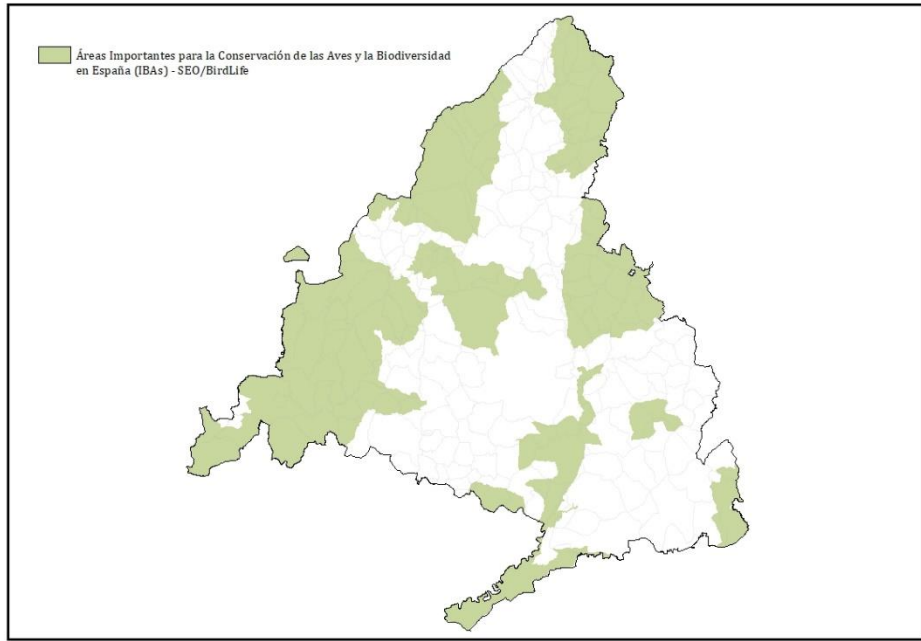 Áreas Importantes para la Conservación de las Aves y la Biodiversidad
en España (IBAs) - SEO/BirdLife